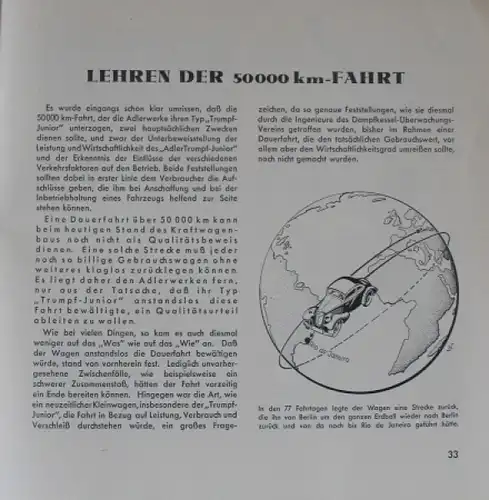 LEHREN DER 50000 km-FAHRT
Es wurde eingangs schon klar umrissen, daß die
50000 km-Fahrt, der die Adlerwerke ihren Typ „Trumpf-
Junior" unterzogen, zwei hauptsächlichen Zwecken
dienen sollte, und zwar der Unterbeweisstellung der
Leistung und Wirtschaftlichkeit des „AdlerTrumpf-Junior"
und der Erkenntnis der Einflüsse der verschiedenen
Verkehrsfaktoren auf den Betrieb. Beide Feststellungen
sollten dabei in erster Linie dem Verbraucher die Auf-
schlüsse geben, die ihm bei Anschaffung und bei der
Inbetriebhaltung eines Fahrzeugs helfend zur Seite
stehen können.
Eine Dauerfahrt über 50000 km kann
beim heutigen Stand des Kraftwagen-
baus noch nicht als Qualitätsbeweis
dienen. Eine solche Strecke muß jeder
noch so billige Gebrauchswagen ohne
weiteres klaglos zurücklegen können.
Es liegt daher den Adlerwerken fern,
nur aus der Tatsache, daß ihr Typ
„Trumpf-Junior" anstandslos diese
Fahrt bewältigte, ein Qualitätsurteil
ableiten zu wollen.
Wie bei vielen Dingen, so kam es auch diesmal
weniger auf das „Was" wie auf das „Wie" an. Daß
der Wagen anstandslos die Dauerfahrt bewältigen
würde, stand von vornherein fest. Lediglich unvorher-
gesehene Zwischenfälle, wie beispielsweise ein
schwerer Zusammenstoß, hätten der Fahrt vorzeitig
ein Ende bereiten können. Hingegen war die Art, wie
ein neuzeitlicher Kleinwagen, insbesondere der „Trumpf-
Junior", die Fahrt in Bezug auf Leistung, Verbrauch und
Verschleiß durchstehen würde, ein großes Frage-
zeichen, da so genaue Feststellungen, wie sie diesmal
durch die Ingenieure des Dampfkessel-Überwachungs-
Vereins getroffen wurden, bisher im Rahmen einer
Dauerfahrt, die den tatsächlichen Gebrauchswert, vor
allem aber den Wirtschaftlichkeitsgrad umreißen sollte,
noch nicht gemacht wurden.
Rio de Janeiro
In den 77 Fahrtagen legte der Wagen eine Strecke zurück,
die ihn von Berlin um den ganzen Erdball wieder nach Berlin
zurück und von da noch bis Rio de Janeiro geführt hätte.
33